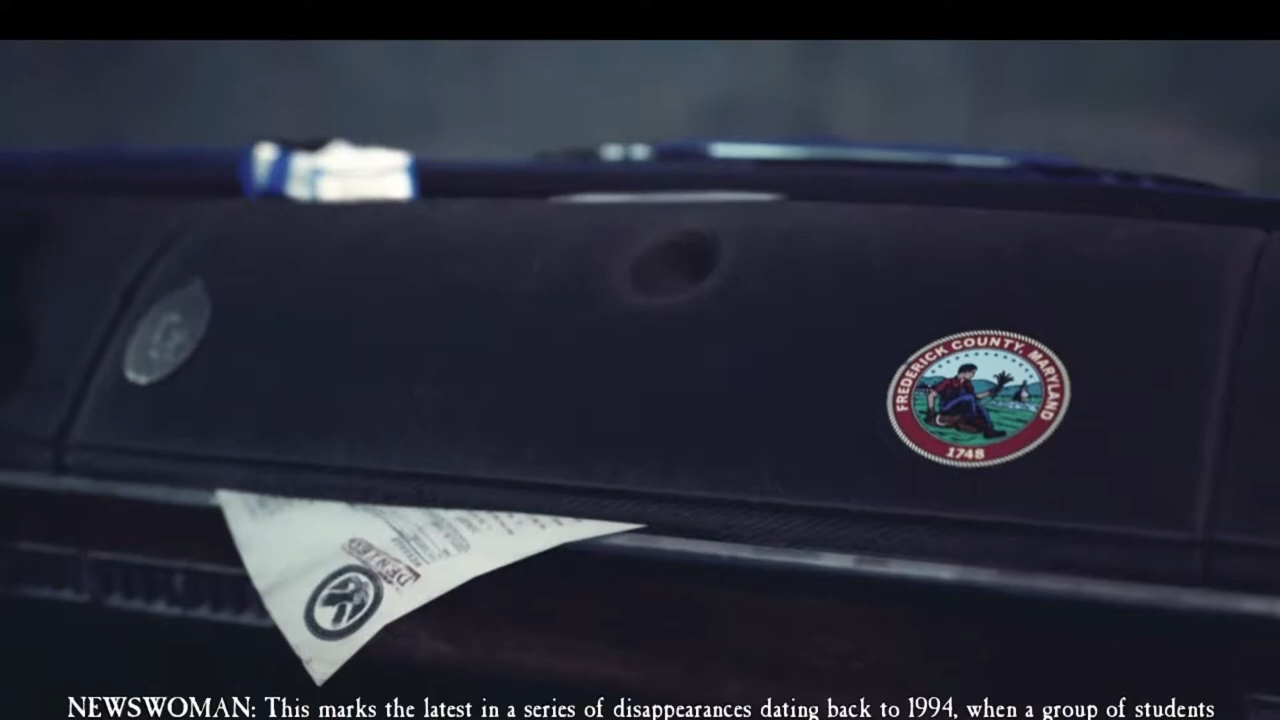 FREDERICK COUNTY, MARYLAND
1748
DENIED
NEWSWOMAN: This marks the latest in a series of disappearances dating back to 1994, when a group of students